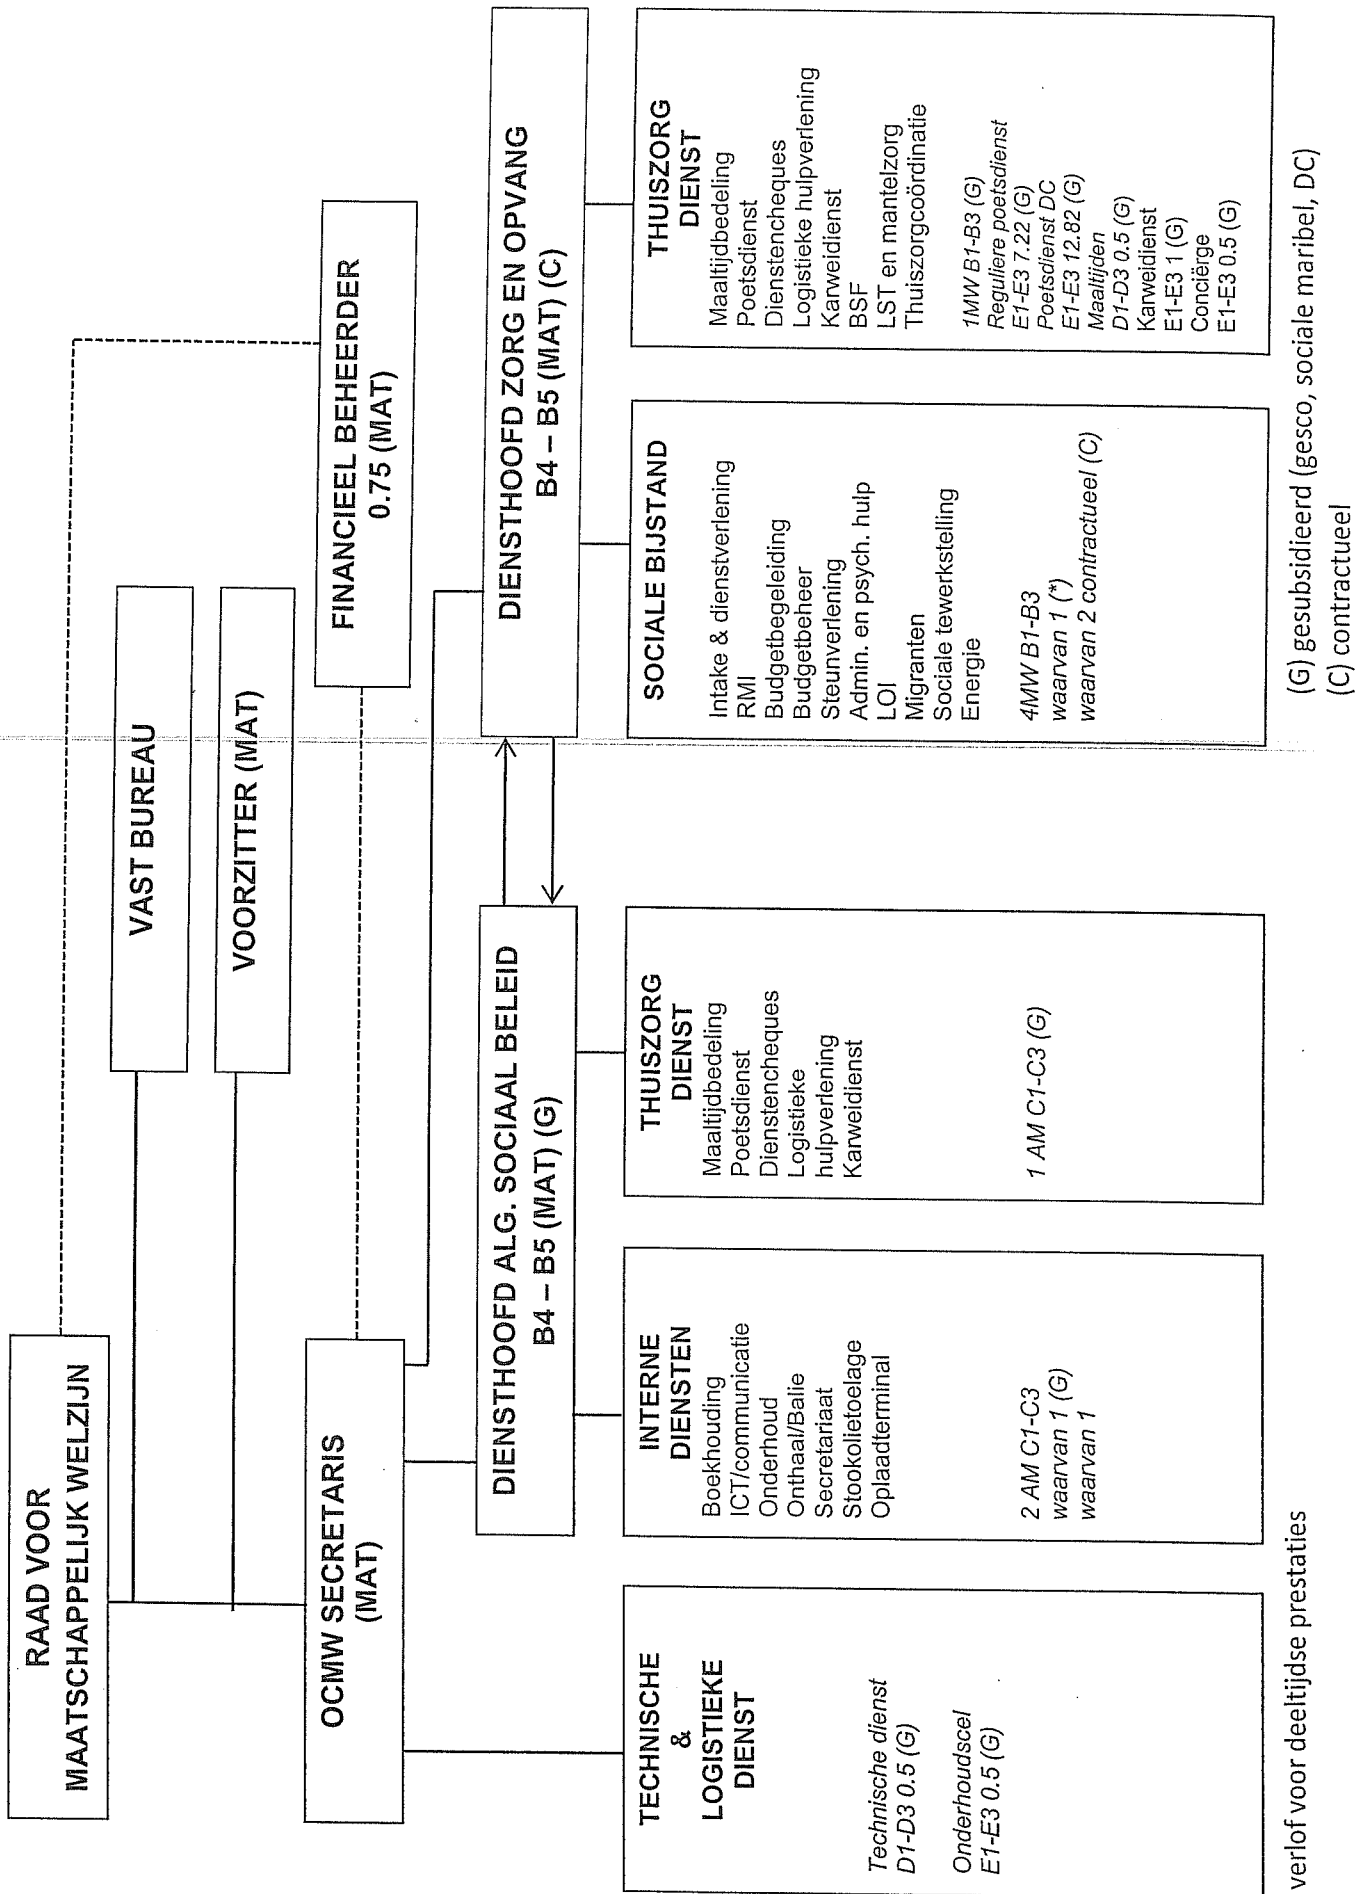 RAAD VOOR
MAATSCHAPPELIJK WELZIJN
VAST BUREAU
VOORZITTER (MAT)
OCMW SECRETARIS
(MAT)
FINANCIEEL BEHEERDER
0.75 (MAT)
DIENSTHOOFD ALG. SOCIAAL BELEID
B4 – B5 (MAT) (G)
DIENSTHOOFD ZORG EN OPVANG
B4 – B5 (MAT) (C)
TECHNISCHE
&
LOGISTIEKE
DIENST
Technische dienst
D1-D3 0.5 (G)
Onderhoudscel
E1-E3 0.5 (G)
INTERNE
DIENSTEN
Boekhouding
ICT/communicatie
Onderhoud
Onthaal/Balie
Secretariaat
Stookolietoelage
Oplaadterminal
2 AM C1-C3
waarvan 1 (G)
waarvan 1
THUISZORG
DIENST
Maaltijdbedeling
Poetsdienst
Dienstencheques
Logistieke
hulpverlening
Karweidienst
1 AM C1-C3 (G)
SOCIALE BIJSTAND
Intake & dienstverlening
RMI
Budgetbegeleiding
Budgetbeheer
Steunverlening
Admin. en psych. hulp
LOI
Migranten
Sociale tewerkstelling
Energie
4MW B1-B3
waarvan 1 (*)
waarvan 2 contractueel (C)
THUISZORG
DIENST
Maaltijdbedeling
Poetsdienst
Dienstencheques
Logistieke hulpverlening
Karweidienst
BSF
LST en mantelzorg
Thuiszorgcoördinatie
1MW B1-B3 (G)
Reguliere poetsdienst
E1-E3 7.22 (G)
Poetsdienst DC
E1-E3 12.82 (G)
Maaltijden
D1-D3 0.5 (G)
Karweidienst
E1-E3 1 (G)
Conciërge
E1-E3 0.5 (G)
verlof voor deeltijdse prestaties
(G) gesubsidieerd (gesco, sociale maribel, DC)
(C) contractueel